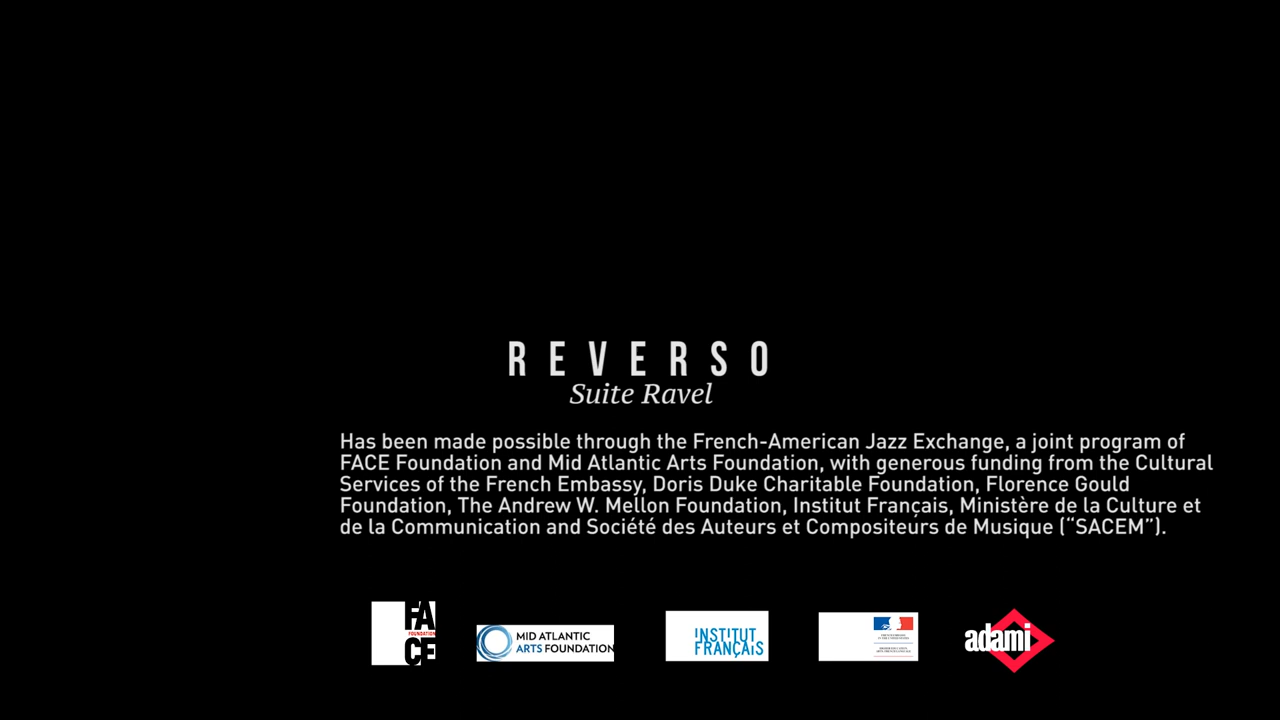 REVERSO
Suite Ravel
Has been made possible through the French-American Jazz Exchange, a joint program of
FACE Foundation and Mid Atlantic Arts Foundation, with generous funding from the Cultural
Services of the French Embassy, Doris Duke Charitable Foundation, Florence Gould
Foundation, The Andrew W. Mellon Foundation, Institut Français, Ministère de la Culture et
de la Communication and Société des Auteurs et Compositeurs de Musique (“SACEM”).
FA
FOUNDATION
CE
MID ATLANTIC
ARTS FOUNDATION
INSTITUT
FRANÇAIS
adami